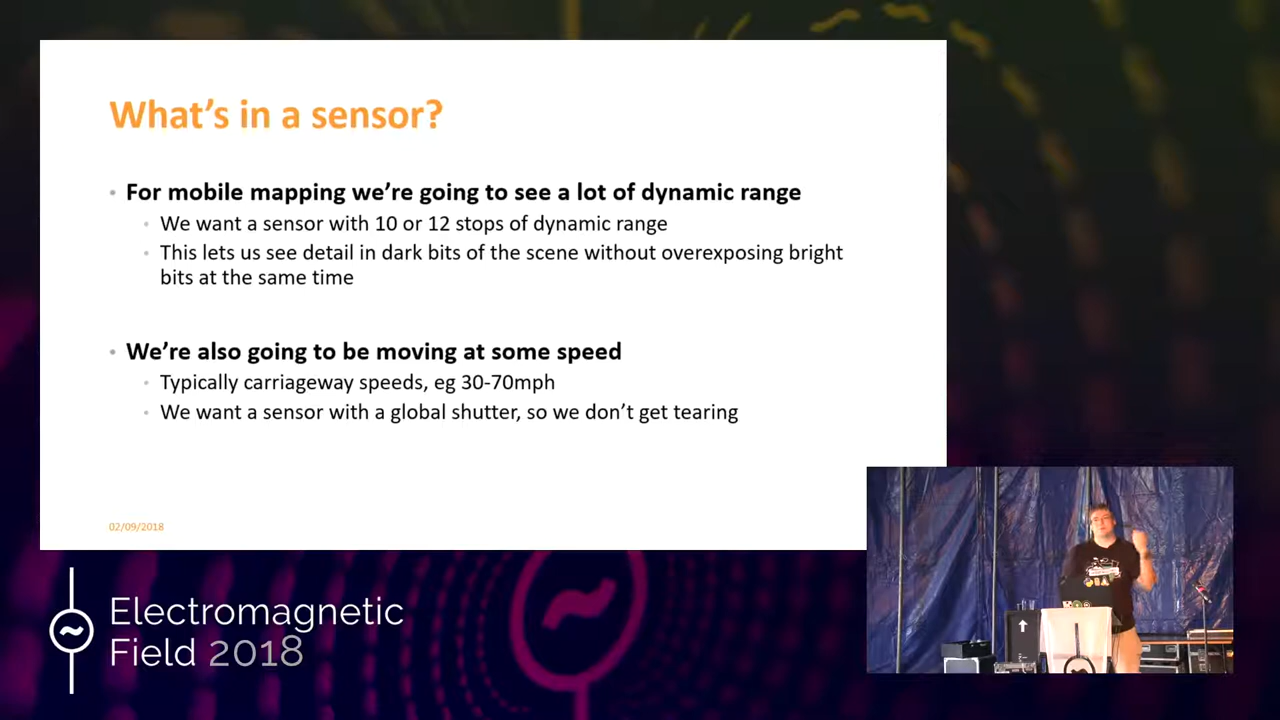 What's in a sensor?
• For mobile mapping we're going to see a lot of dynamic range
• We want a sensor with 10 or 12 stops of dynamic range
• This lets us see detail in dark bits of the scene without overexposing bright
bits at the same time
• We're also going to be moving at some speed
• Typically carriageway speeds, eg 30-70mph
• We want a sensor with a global shutter, so we don't get tearing
02/09/2018
Electromagnetic
Field 2018